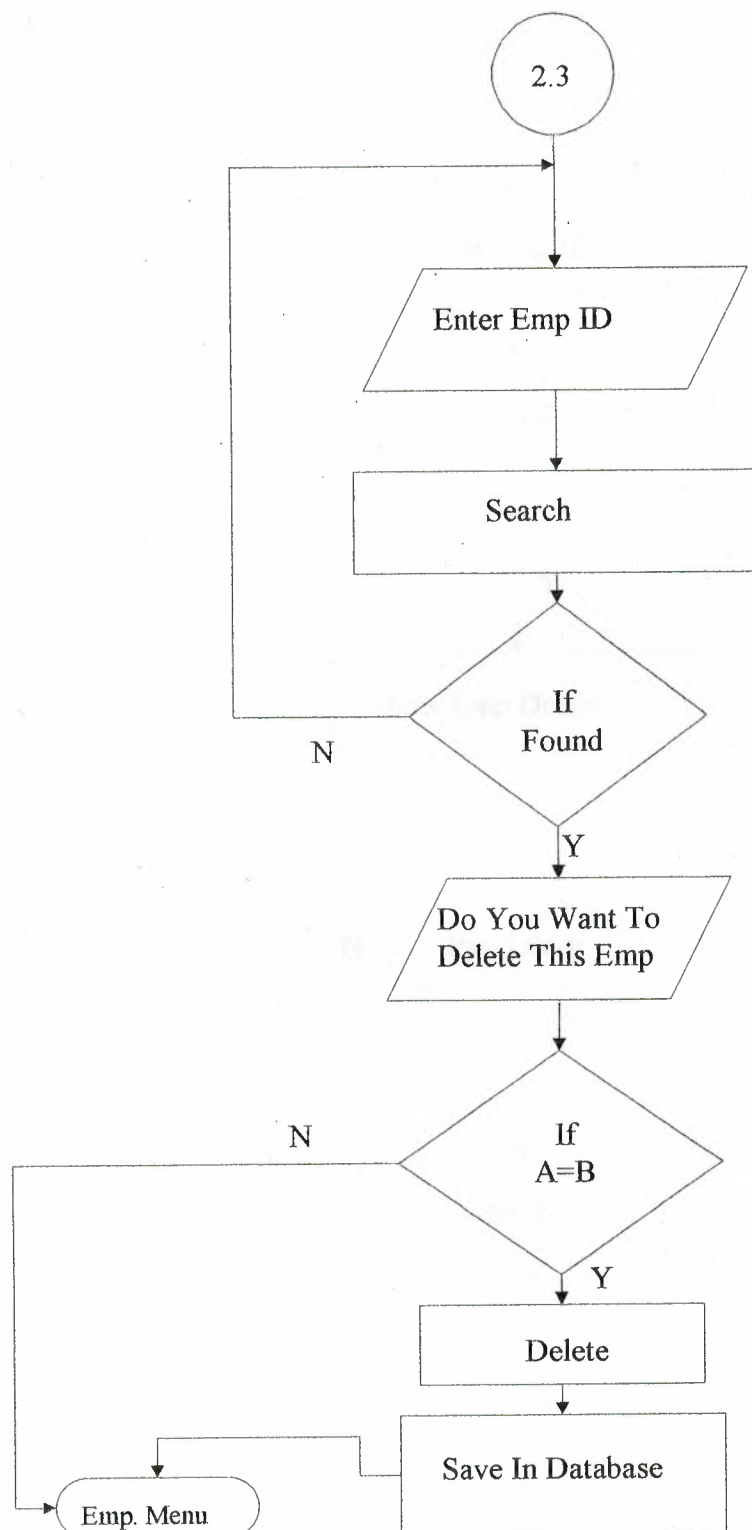 2.3
Enter Emp ID
Search
If
Found
N
Y
Do You Want To
Delete This Emp
If
A=B
N
Y
Delete
Save In Database
Emp. Menu